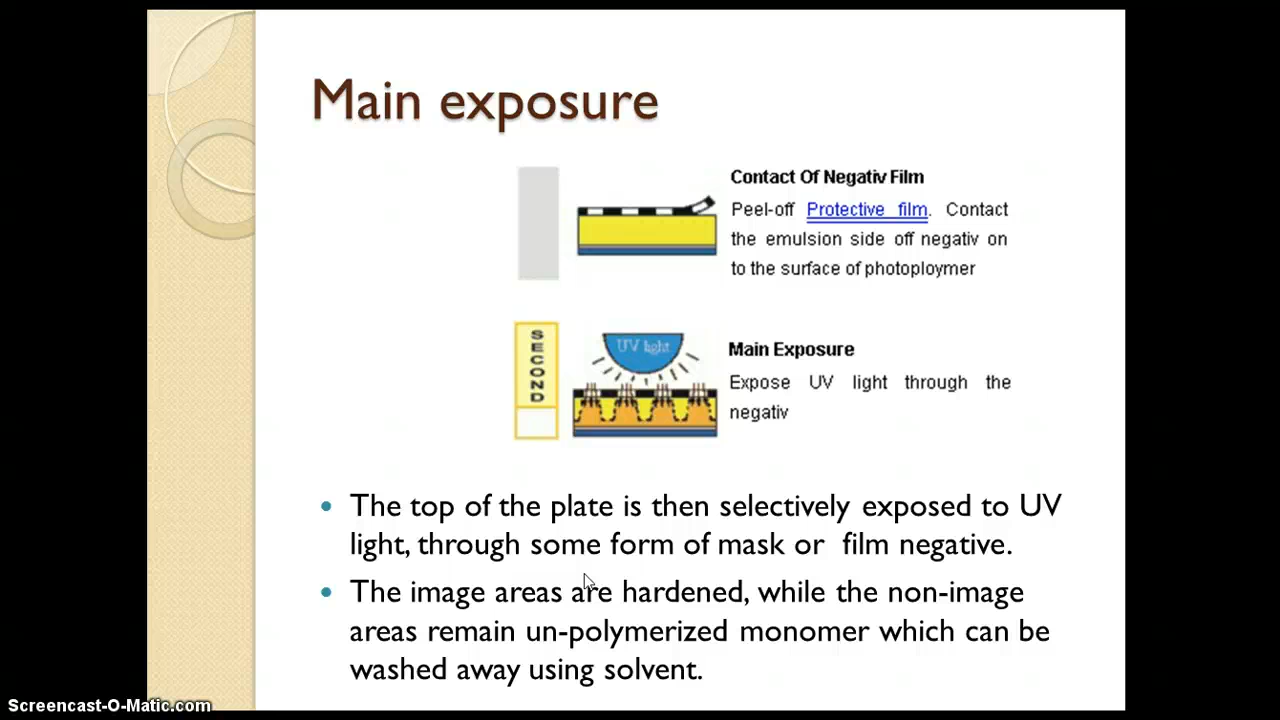 Main exposure
Contact Of Negativ Film
Peel-off Protective film. Contact
the emulsion side off negativ on
to the surface of photoploymer
SECOND
UV light
Main Exposure
Expose UV light through the
negativ
• The top of the plate is then selectively exposed to UV
light, through some form of mask or film negative.
• The image areas are hardened, while the non-image
areas remain un-polymerized monomer which can be
washed away using solvent.
Screencast-O-Matic.com